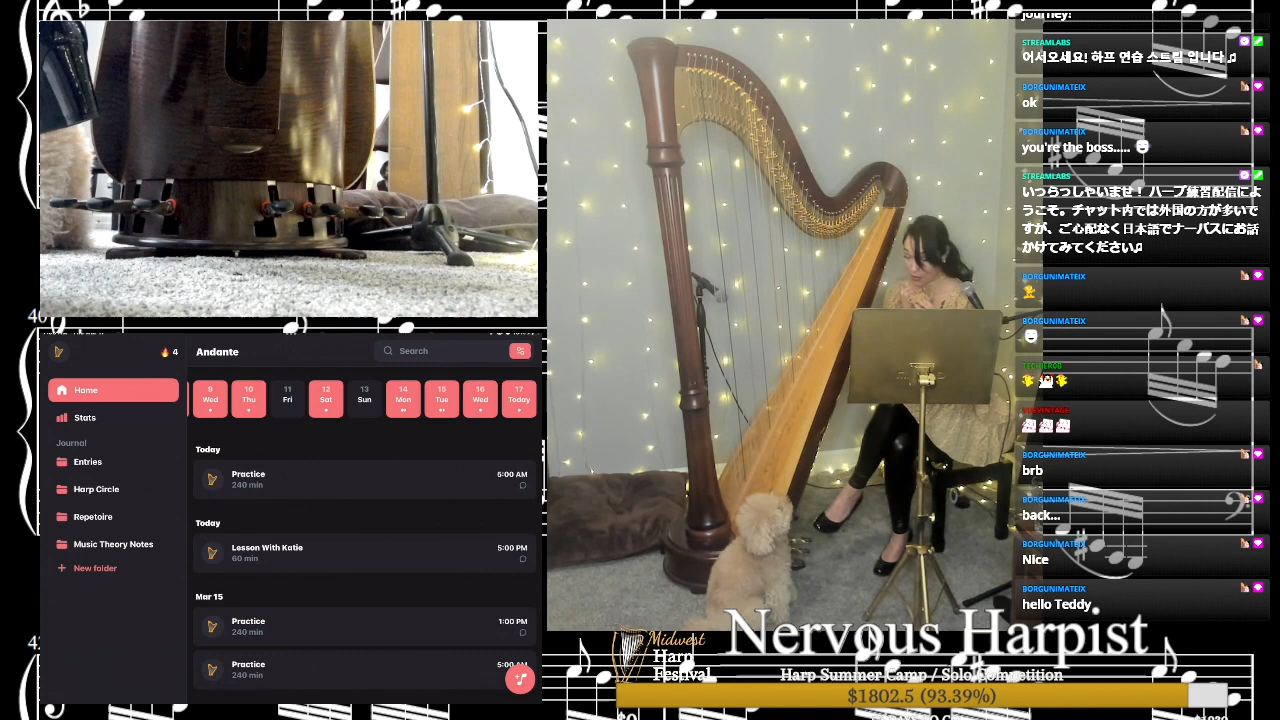 journey!
STREAMLABS
어서오세요! 하프 연습 스트림 입니다 ♫
BORGUNIMATEIX
ok
BORGUNIMATEIX
you're the boss.....
STREAMLABS
いらっしゃいませ！ハープ練習配信によ
うこそ。チャット内では外国の方が多いで
すが、ご心配なく日本語でナーバスにお話
かけてみてください♫
BORGUNIMATEIX
BORGUNIMATEIX
BORGUNIMATEIX
brb
BORGUNIMATEIX
back...
BORGUNIMATEIX
Nice
BORGUNIMATEIX
hello Teddy
4
Andante
Search
Home
Stats
Journal
Entries
Harp Circle
Repetoire
Music Theory Notes
+ New folder
9 10 11 12 13 14 15 16 17
Wed Thu Fri Sat Sun Mon Tue Wed Today
Today
Practice 5:00 AM
240 min
Today
Lesson With Katie 5:00 PM
60 min
Mar 15
Practice 1:00 PM
240 min
Practice 5:00 AM
240 min
Nervous Harpist
Midwest
Harp
Festival
Harp Summer Camp / Solo Competition
$1802.5 (93.39%)